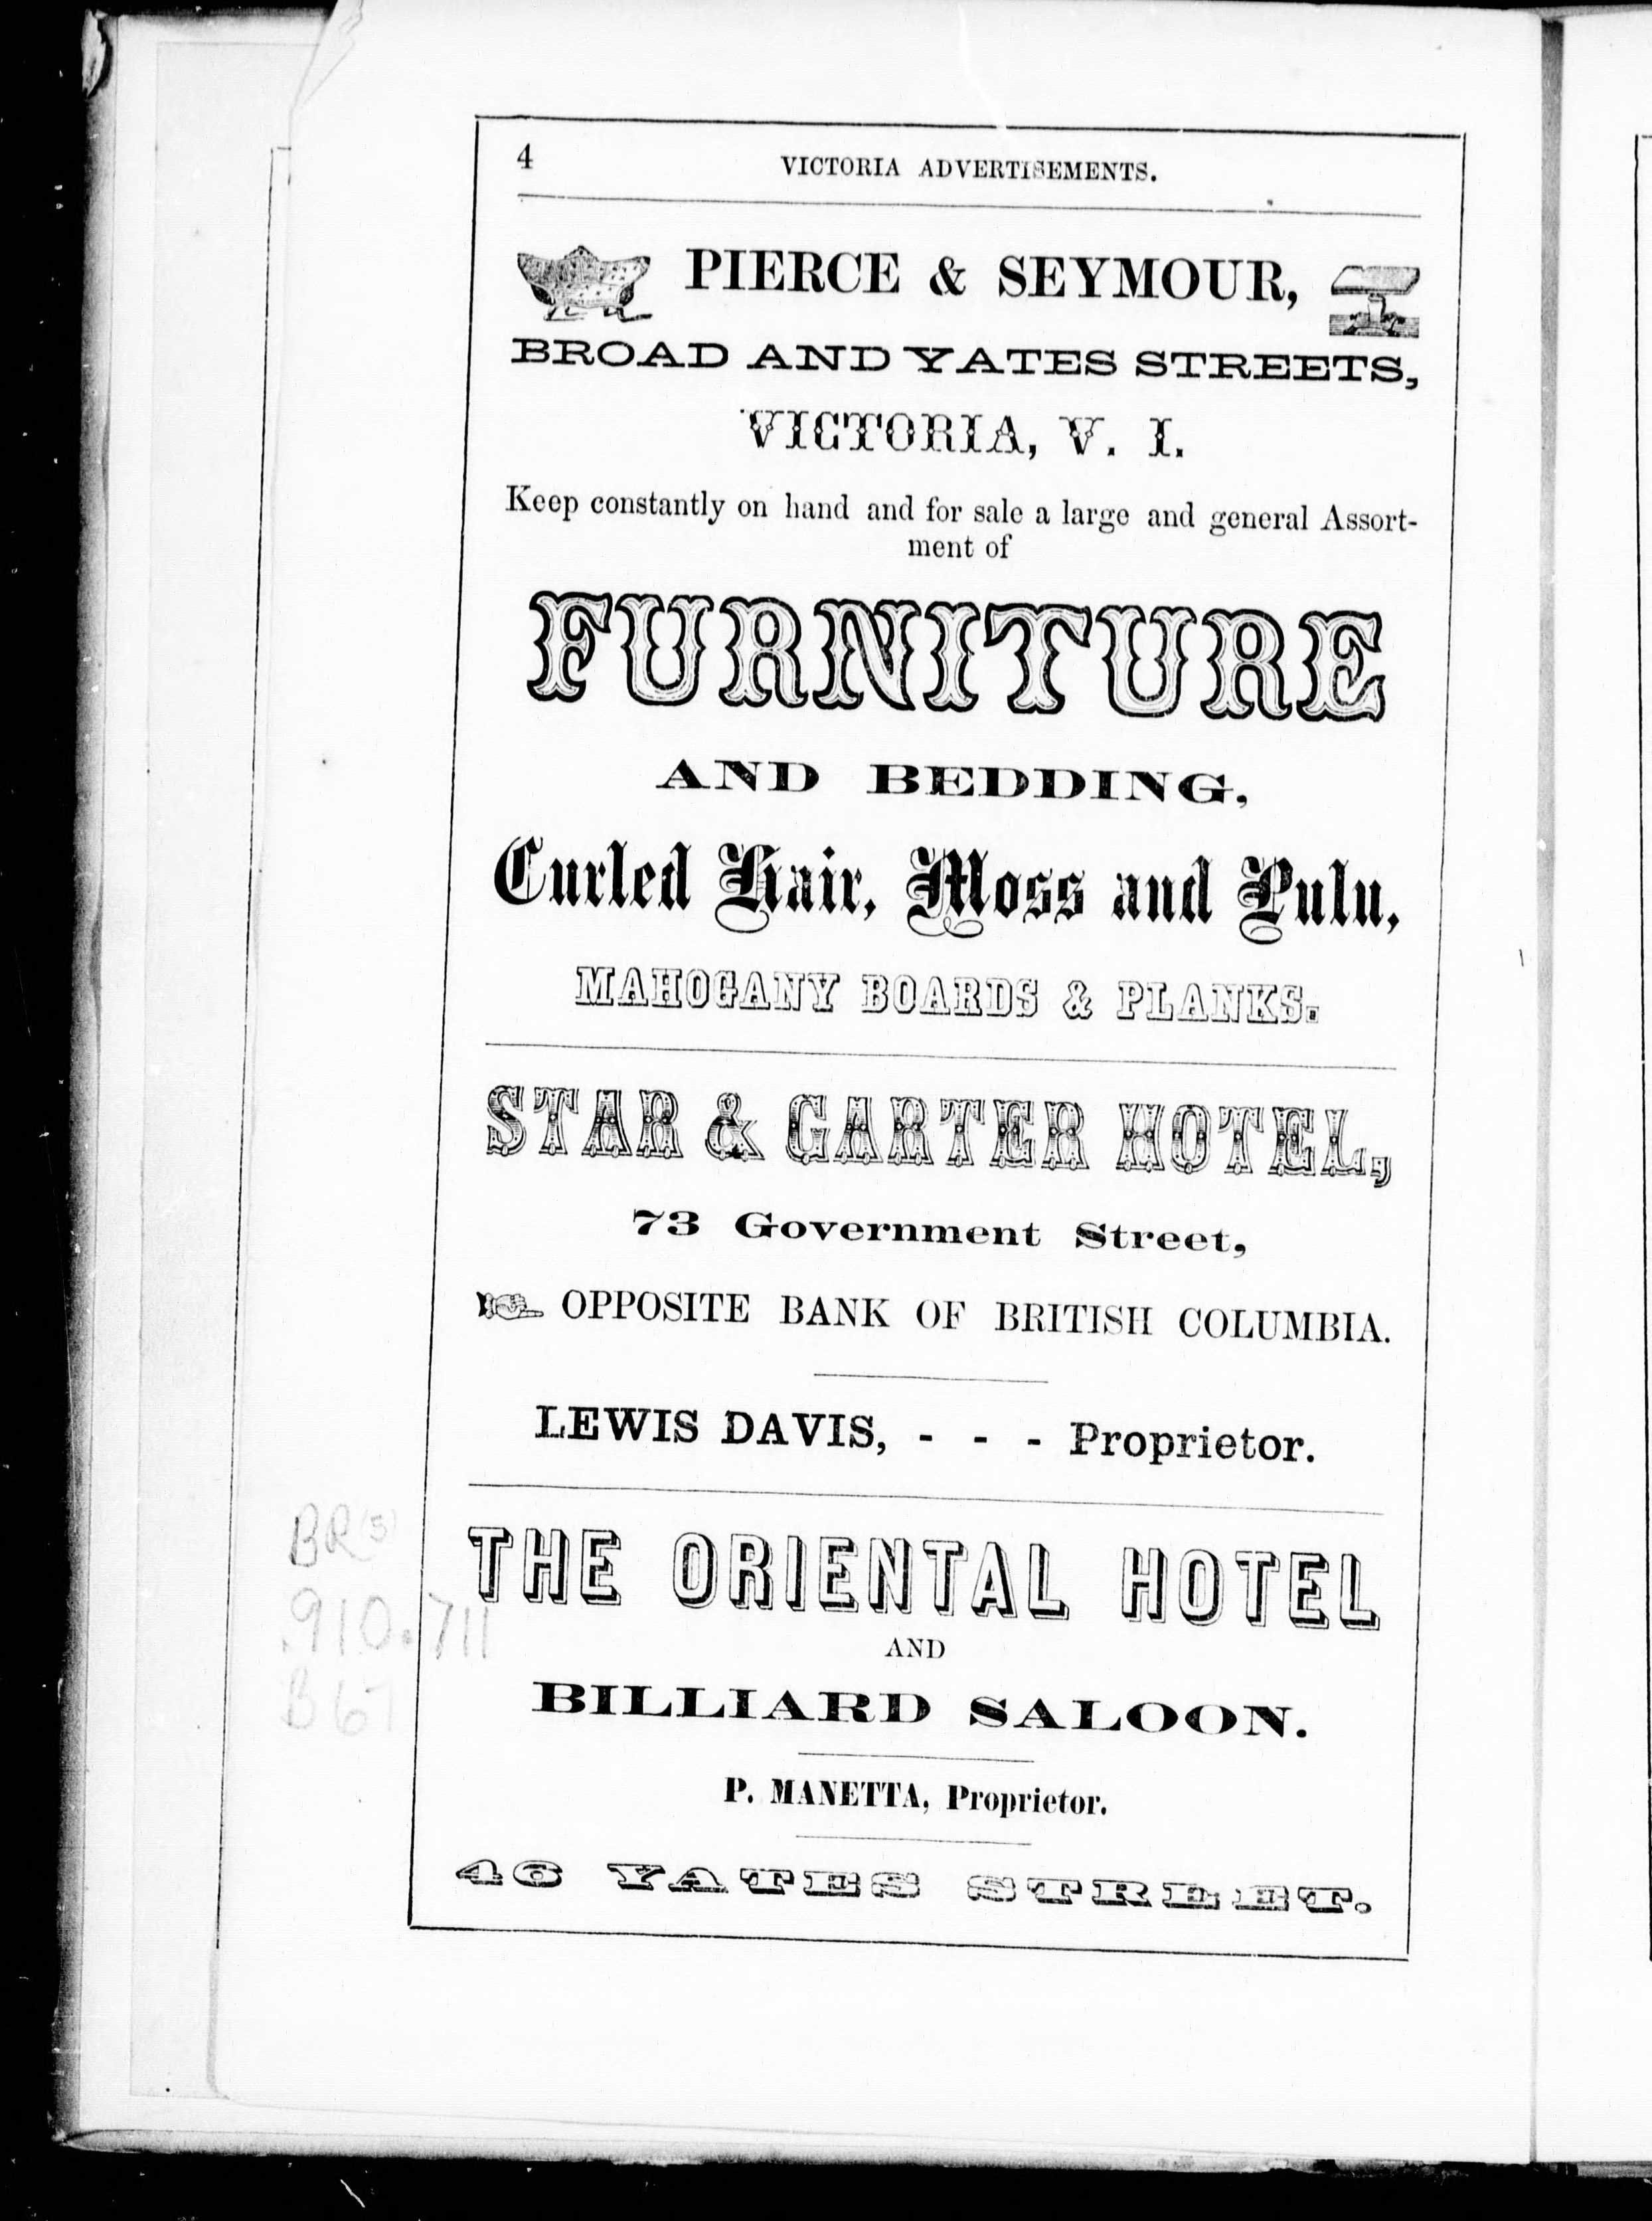 4
VICTORIA ADVERTISEMENTS.
PIERCE & SEYMOUR,
BROAD AND YATES STREETS,
VICTORIA, V. I.
Keep constantly on hand and for sale a large and general Assort-
ment of
FURNITURE
AND BEDDING,
Curled Hair, Moss and Pulu,
MAHOGANY BOARDS & PLANKS.
STAR & GARTER HOTEL,
73 Government Street,
OPPOSITE BANK OF BRITISH COLUMBIA.
LEWIS DAVIS, - - - Proprietor.
THE ORIENTAL HOTEL
AND
BILLIARD SALOON.
P. MANETTA, Proprietor.
46 YATES STREET.
BR(5)
910.711
B67